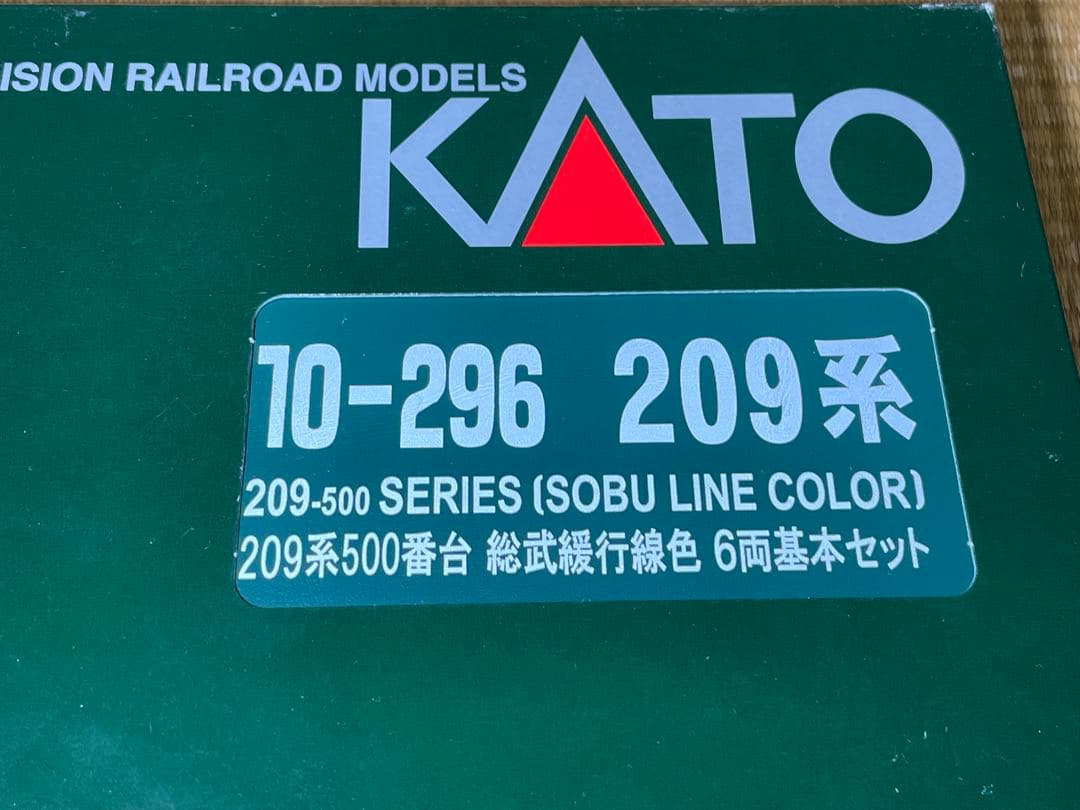 ISION RAILROAD MODELS
KATO
10-296 209系
209-500 SERIES (SOBU LINE COLOR)
209系500番台 総武緩行線色 6両基本セット